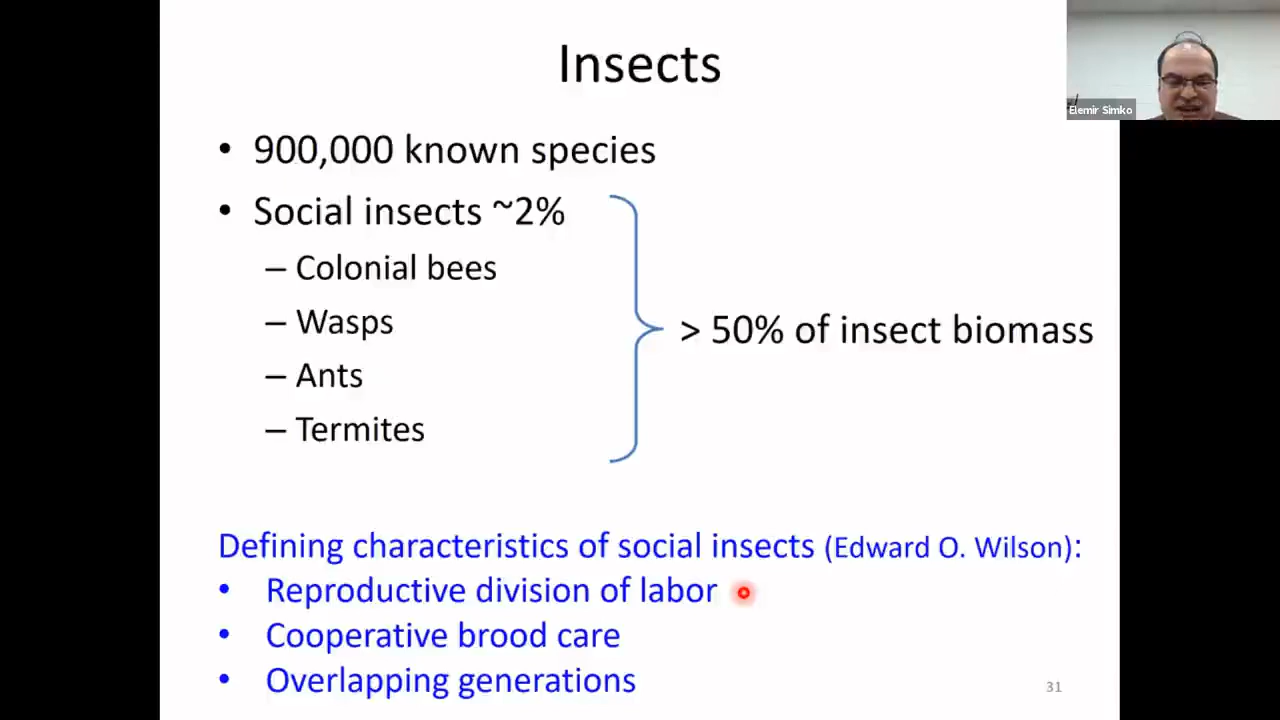 Insects
Elemir Simko
• 900,000 known species
• Social insects ~2%
– Colonial bees
– Wasps
– Ants
– Termites
> 50% of insect biomass
Defining characteristics of social insects (Edward O. Wilson):
• Reproductive division of labor
• Cooperative brood care
• Overlapping generations
31